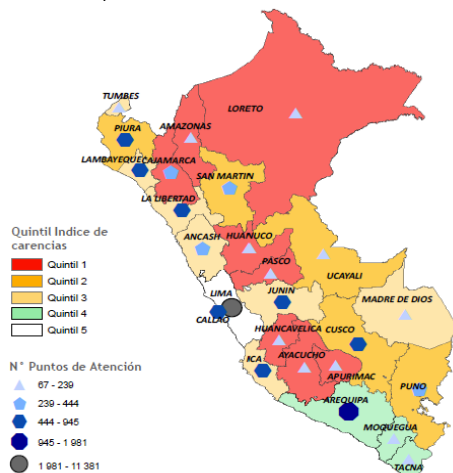 TUMBES
LORETO
PIURA
AMAZONAS
LAMBAYEQUE
CAJAMARCA
SAN MARTIN
LA LIBERTAD
ANCASH
HUANUCO
PASCO
UCAYALI
LIMA
JUNIN
MADRE DE DIOS
CALLAO
HUANCAVELICA
CUSCO
ICA
AYACUCHO
APURIMAC
PUNO
AREQUIPA
MOQUEGUA
TACNA
Quintil Indice de
carencias
Quintil 1
Quintil 2
Quintil 3
Quintil 4
Quintil 5
N° Puntos de Atención
67 - 239
239 - 444
444 - 945
945 - 1 981
1 981 - 11 381